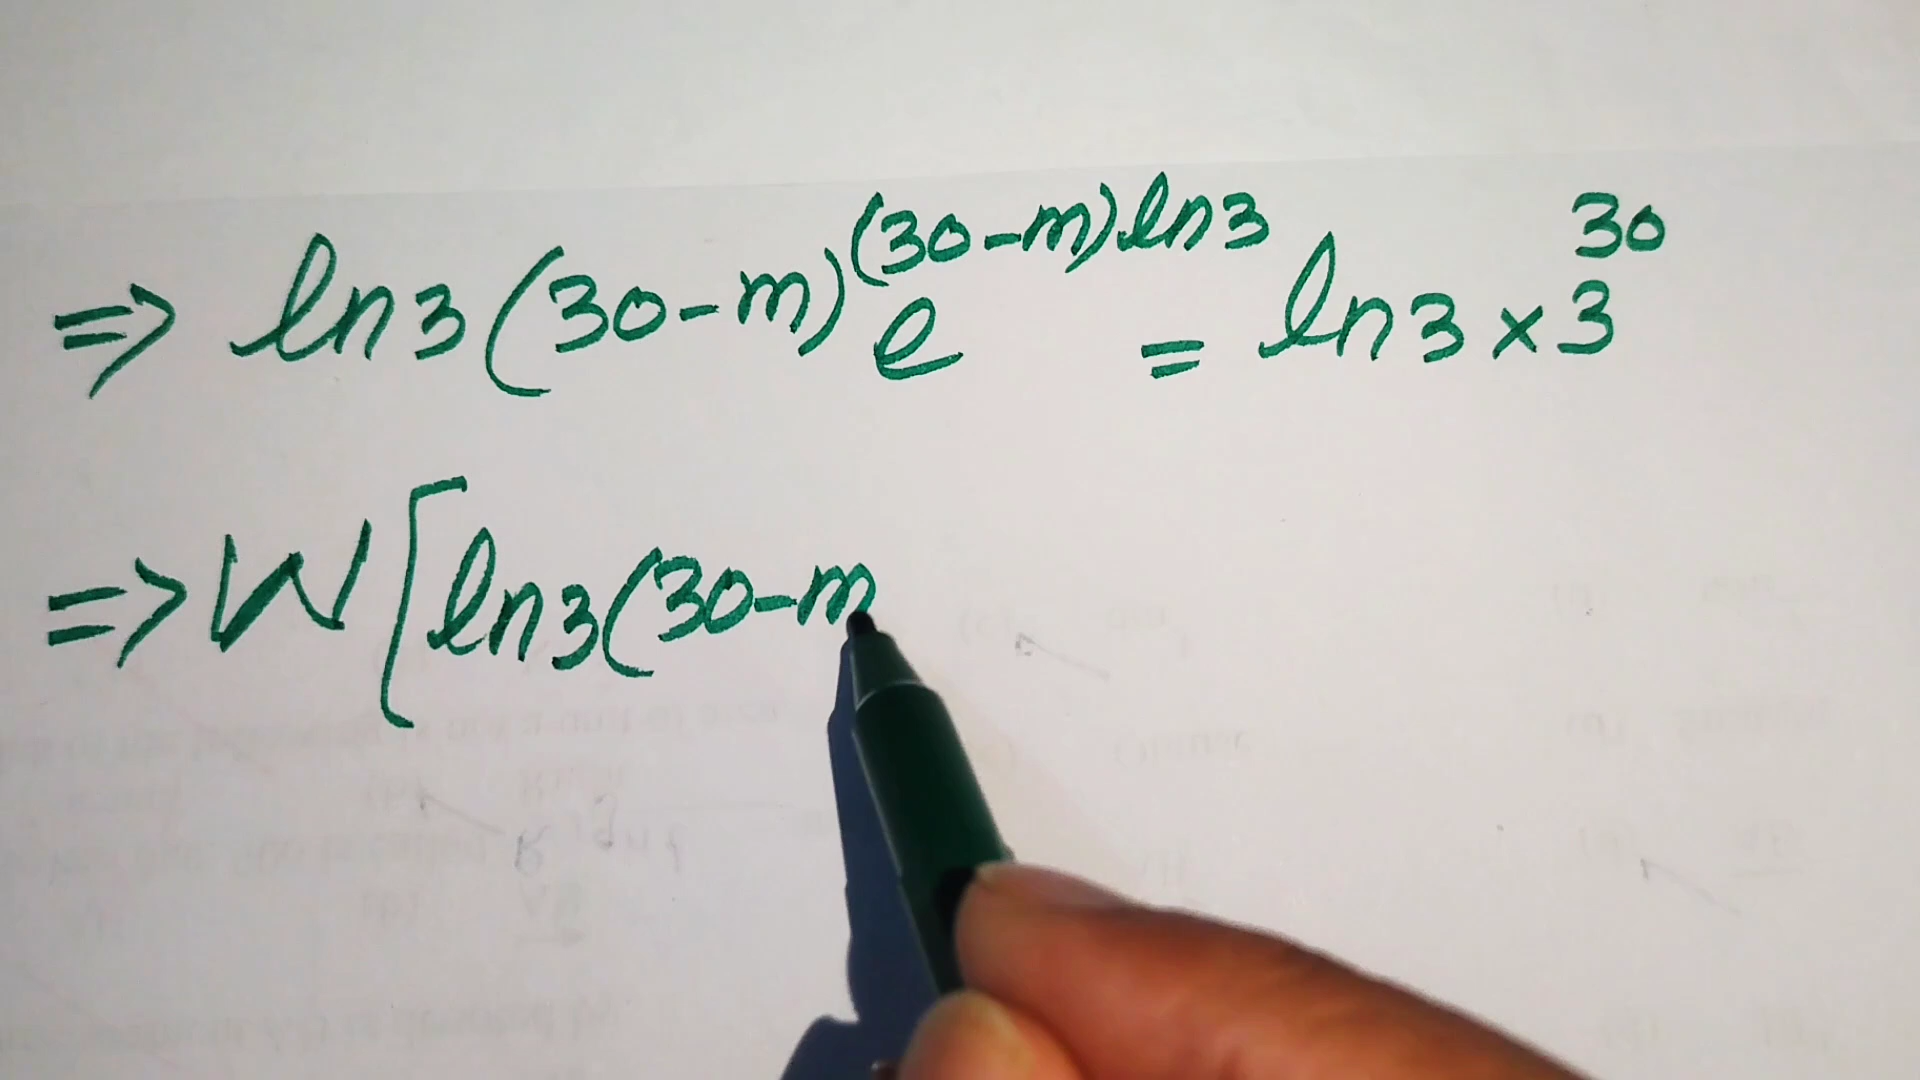 => ln3(30-m)e^(30-m)ln3 = ln3×3^30
=> W[ln3(30-m